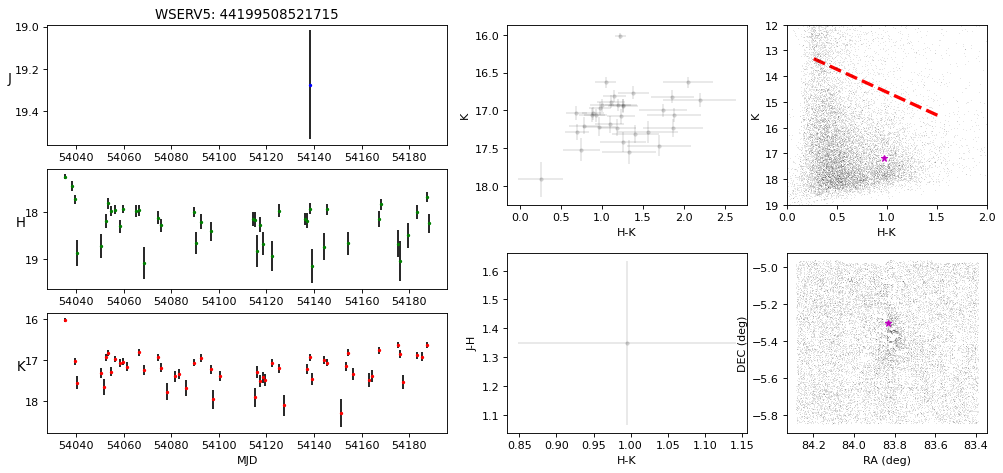 WSERV5: 44199508521715
J
19.0
19.2
19.4
54040 54060 54080 54100 54120 54140 54160 54180
H
18
19
54040 54060 54080 54100 54120 54140 54160 54180
K
16
17
18
54040 54060 54080 54100 54120 54140 54160 54180
MJD
K
16.0
16.5
17.0
17.5
18.0
0.0 0.5 1.0 1.5 2.0 2.5
H-K
K
12
13
14
15
16
17
18
19
0.0 0.5 1.0 1.5 2.0
H-K
J-H
1.6
1.5
1.4
1.3
1.2
1.1
0.85 0.90 0.95 1.00 1.05 1.10 1.15
H-K
DEC (deg)
−5.0
−5.2
−5.4
−5.6
−5.8
84.2 84.0 83.8 83.6 83.4
RA (deg)